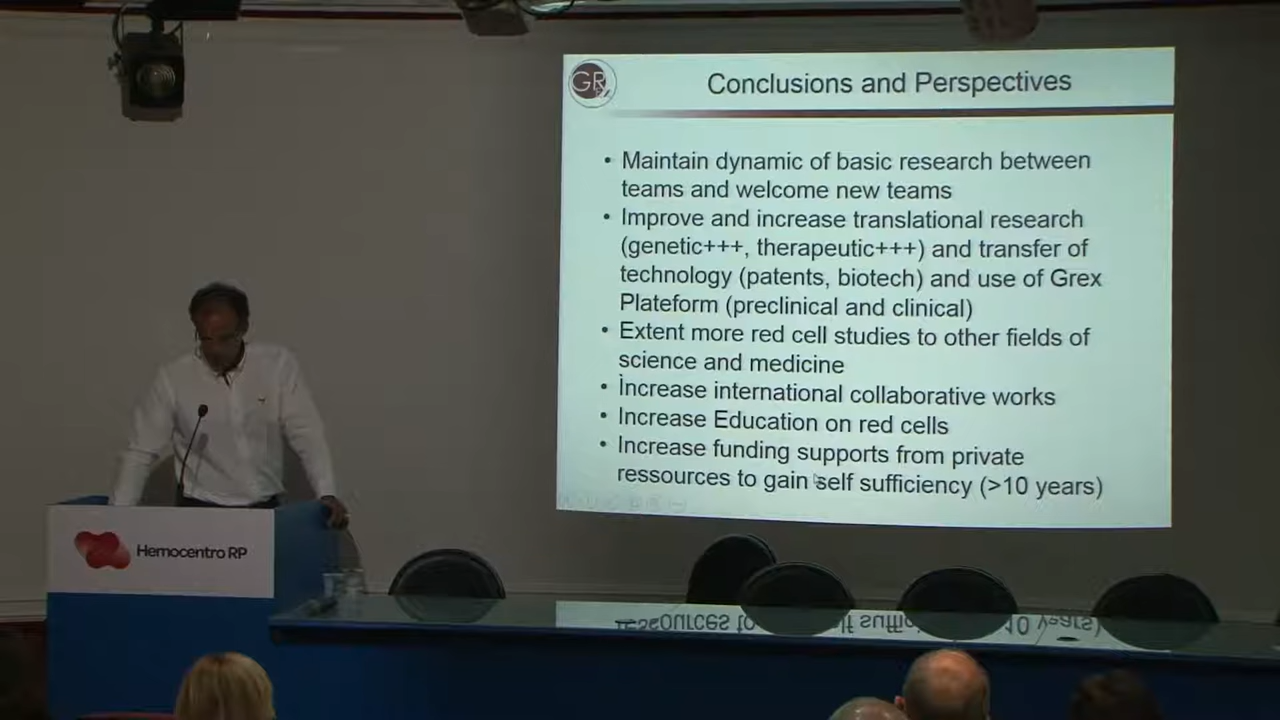 GR
Conclusions and Perspectives
• Maintain dynamic of basic research between
teams and welcome new teams
• Improve and increase translational research
(genetic+++, therapeutic+++) and transfer of
technology (patents, biotech) and use of Grex
Plateform (preclinical and clinical)
• Extent more red cell studies to other fields of
science and medicine
• Increase international collaborative works
• Increase Education on red cells
• Increase funding supports from private
ressources to gain self sufficiency (>10 years)
Hemocentro RP